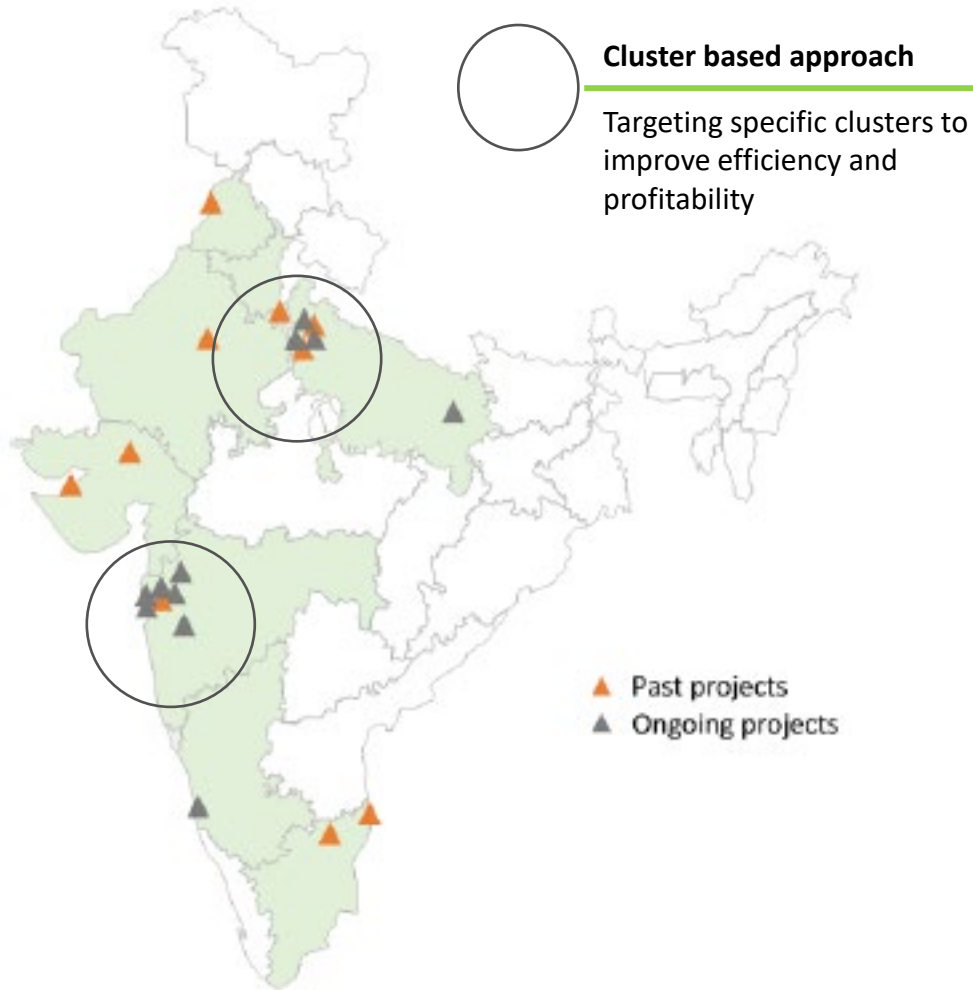 Cluster based approach
Targeting specific clusters to
improve efficiency and
profitability
Past projects
Ongoing projects